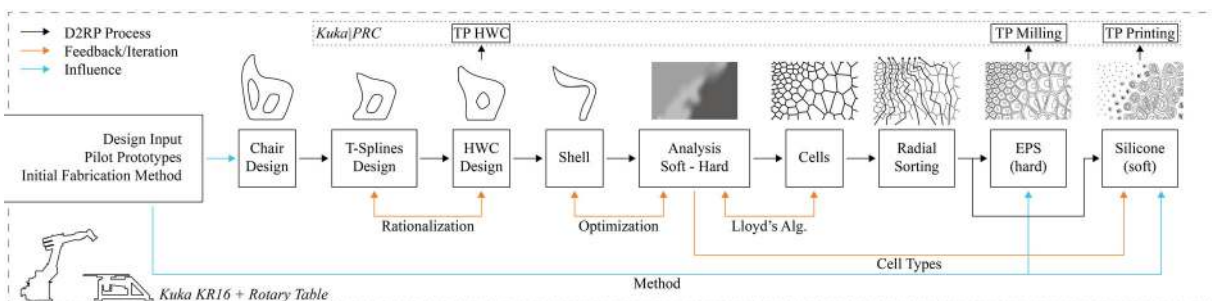 D2RP Process
Feedback/Iteration
Influence
Kuka|PRC
TP HWC
TP Milling
TP Printing
Design Input
Pilot Prototypes
Initial Fabrication Method
Chair
Design
T-Splines
Design
HWC
Design
Shell
Analysis
Soft - Hard
Cells
Radial
Sorting
EPS
(hard)
Silicone
(soft)
Rationalization
Optimization
Lloyd's Alg.
Cell Types
Method
Kuka KR16 + Rotary Table